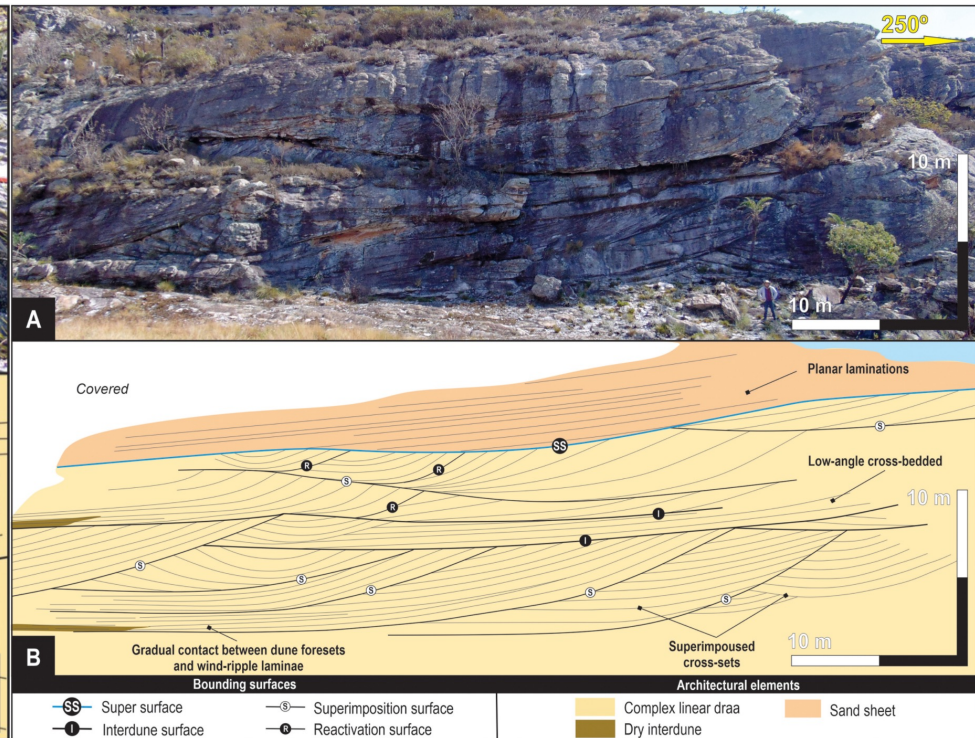 250º
10 m
10 m
A
Covered
Planar laminations
SS
S
R
R
S
Low-angle cross-bedded
10 m
R
I
I
S
S
S
S
S
Gradual contact between dune foresets
and wind-ripple laminae
Superimpoused
cross-sets
10 m
B
Bounding surfaces
Architectural elements
SS Super surface
S Superimposition surface
Complex linear draa
Sand sheet
I Interdune surface
R Reactivation surface
Dry interdune